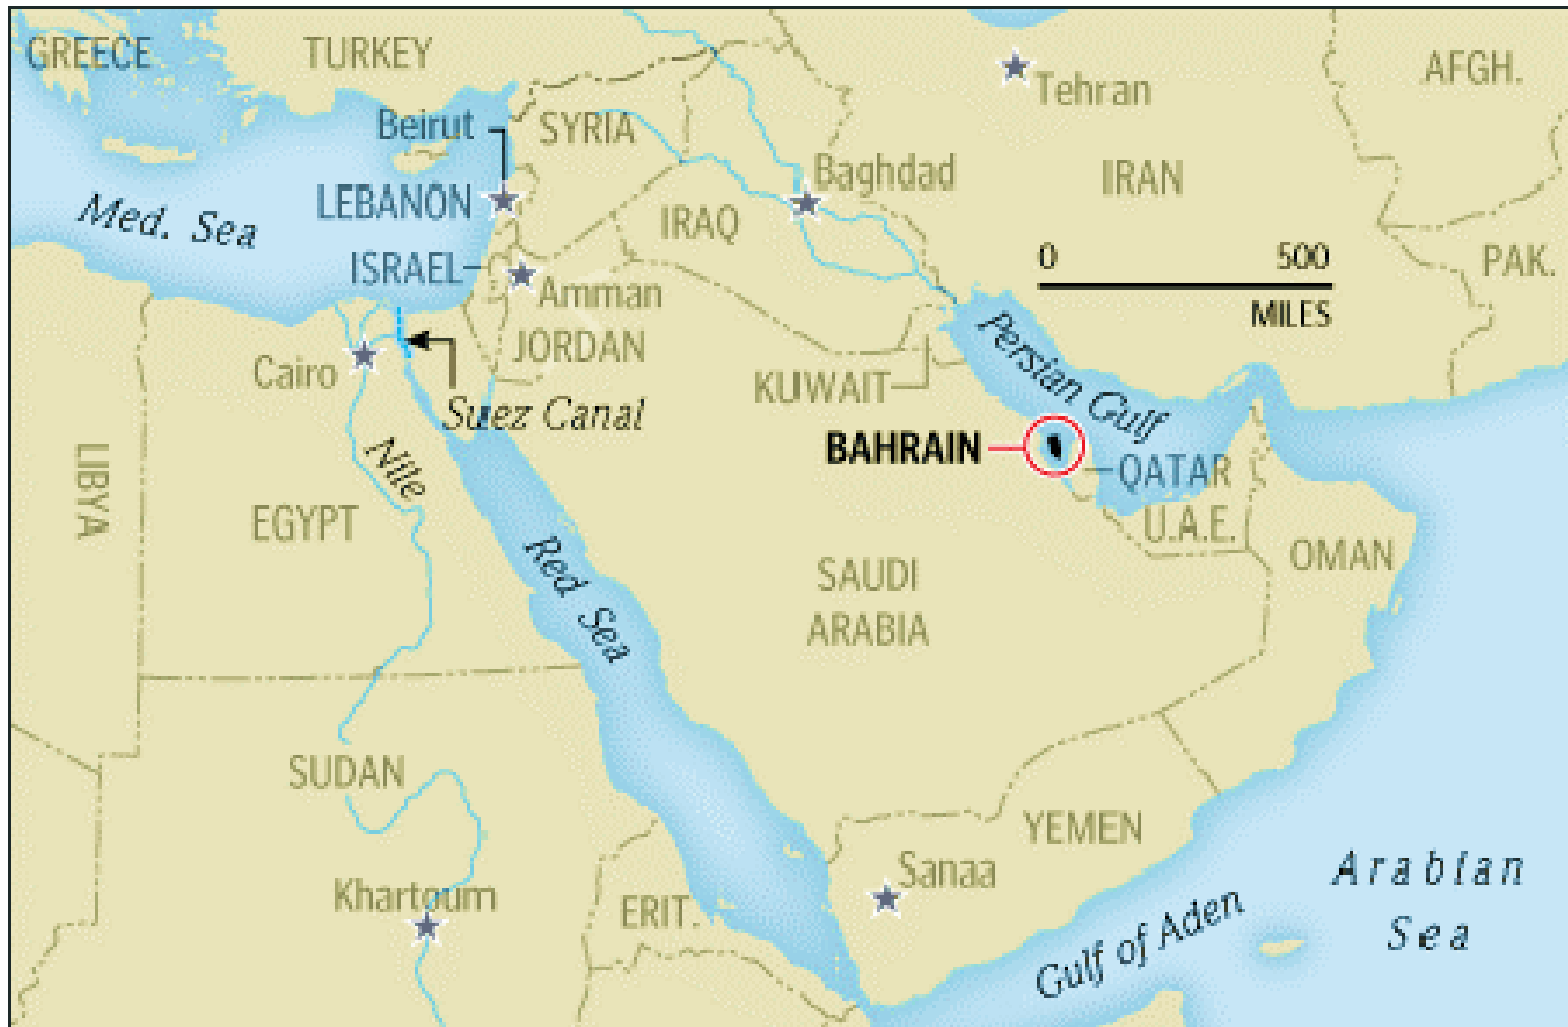 GREECE
TURKEY
AFGH.
Tehran
Beirut
SYRIA
Baghdad
IRAN
LEBANON
Med. Sea
IRAQ
ISRAEL
0 500
MILES
PAK.
Amman
JORDAN
Persian Gulf
Cairo
KUWAIT
Suez Canal
BAHRAIN
QATAR
LIBYA
Nile
EGYPT
U.A.E.
OMAN
Red Sea
SAUDI
ARABIA
SUDAN
YEMEN
Sanaa
Khartoum
ERIT.
Arabian
Sea
Gulf of Aden